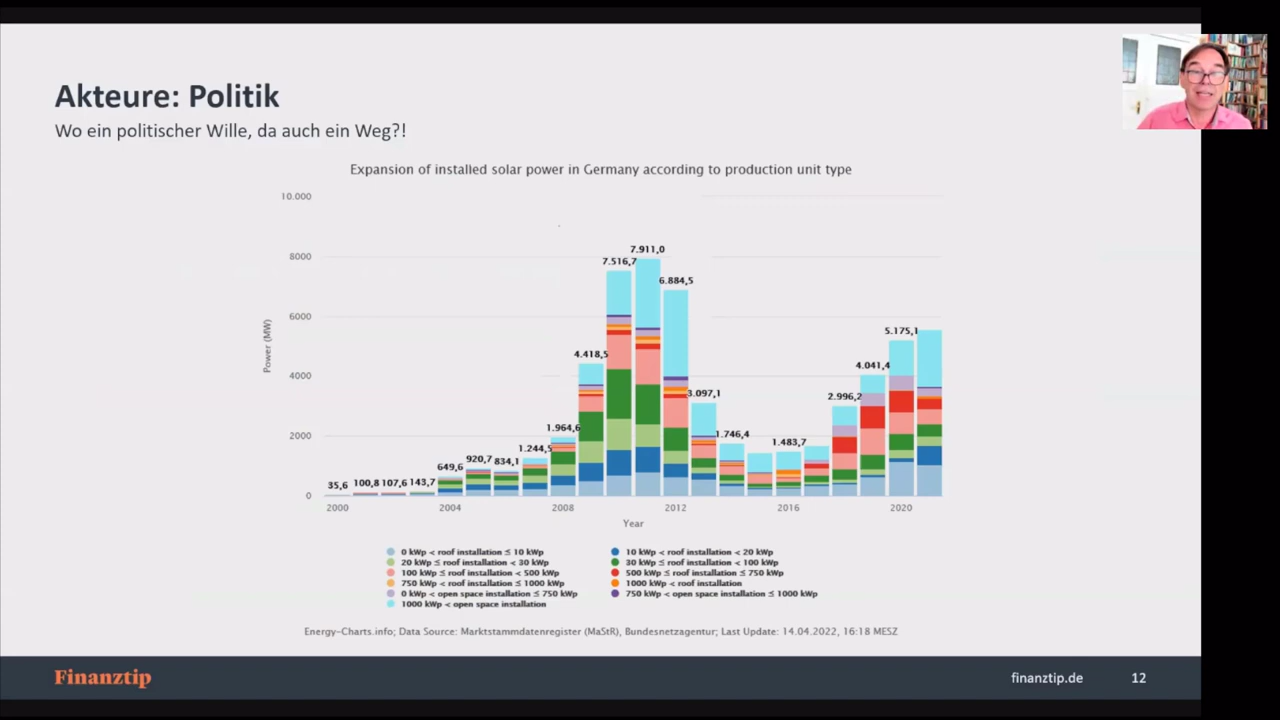 Akteure: Politik
Wo ein politischer Wille, da auch ein Weg?!
Expansion of installed solar power in Germany according to production unit type
10.000
8000
6000
4000
2000
0
Power (MW)
35,6
100,8
107,6
143,7
649,6
920,7
834,1
1.244,5
1.964,6
4.418,5
7.516,7
7.911,0
6.884,5
3.097,1
1.746,4
1.483,7
2.996,2
4.041,4
5.175,1
2000 2004 2008 2012 2016 2020
Year
0 kWp < roof installation ≤ 10 kWp
10 kWp < roof installation < 20 kWp
20 kWp ≤ roof installation < 30 kWp
30 kWp ≤ roof installation < 100 kWp
100 kWp ≤ roof installation < 500 kWp
500 kWp ≤ roof installation ≤ 750 kWp
750 kWp < roof installation ≤ 1000 kWp
1000 kWp < roof installation
0 kWp < open space installation ≤ 750 kWp
750 kWp < open space installation ≤ 1000 kWp
1000 kWp < open space installation
Energy-Charts.info; Data Source: Marktstammdatenregister (MaStR), Bundesnetzagentur; Last Update: 14.04.2022, 16:18 MESZ
Finanztip
finanztip.de 12